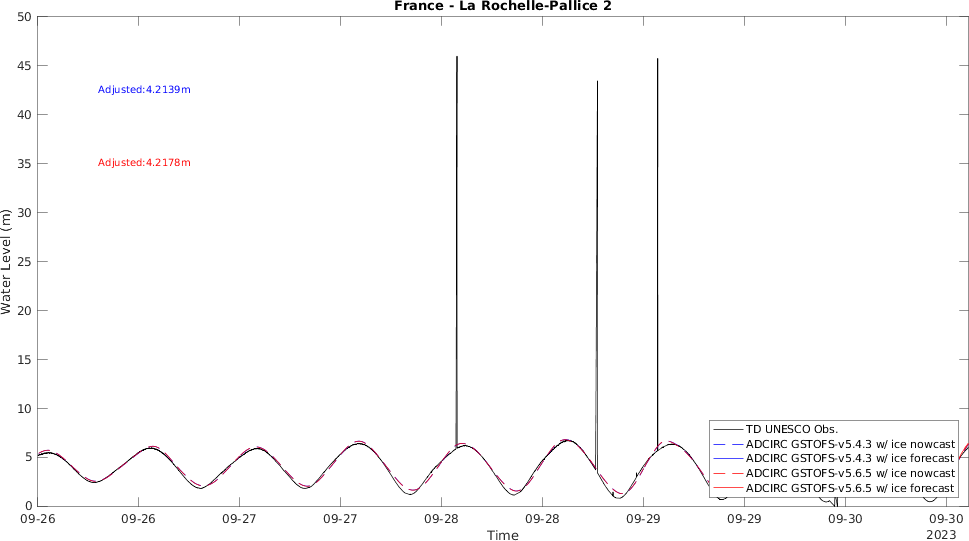 France - La Rochelle-Pallice 2
50
45
40
35
30
25
20
15
10
5
0
Water Level (m)
Adjusted:4.2139m
Adjusted:4.2178m
TD UNESCO Obs.
ADCIRC GSTOFS-v5.4.3 w/ ice nowcast
ADCIRC GSTOFS-v5.4.3 w/ ice forecast
ADCIRC GSTOFS-v5.6.5 w/ ice nowcast
ADCIRC GSTOFS-v5.6.5 w/ ice forecast
09-26 09-26 09-27 09-27 09-28 09-28 09-29 09-29 09-30 09-30
Time
2023